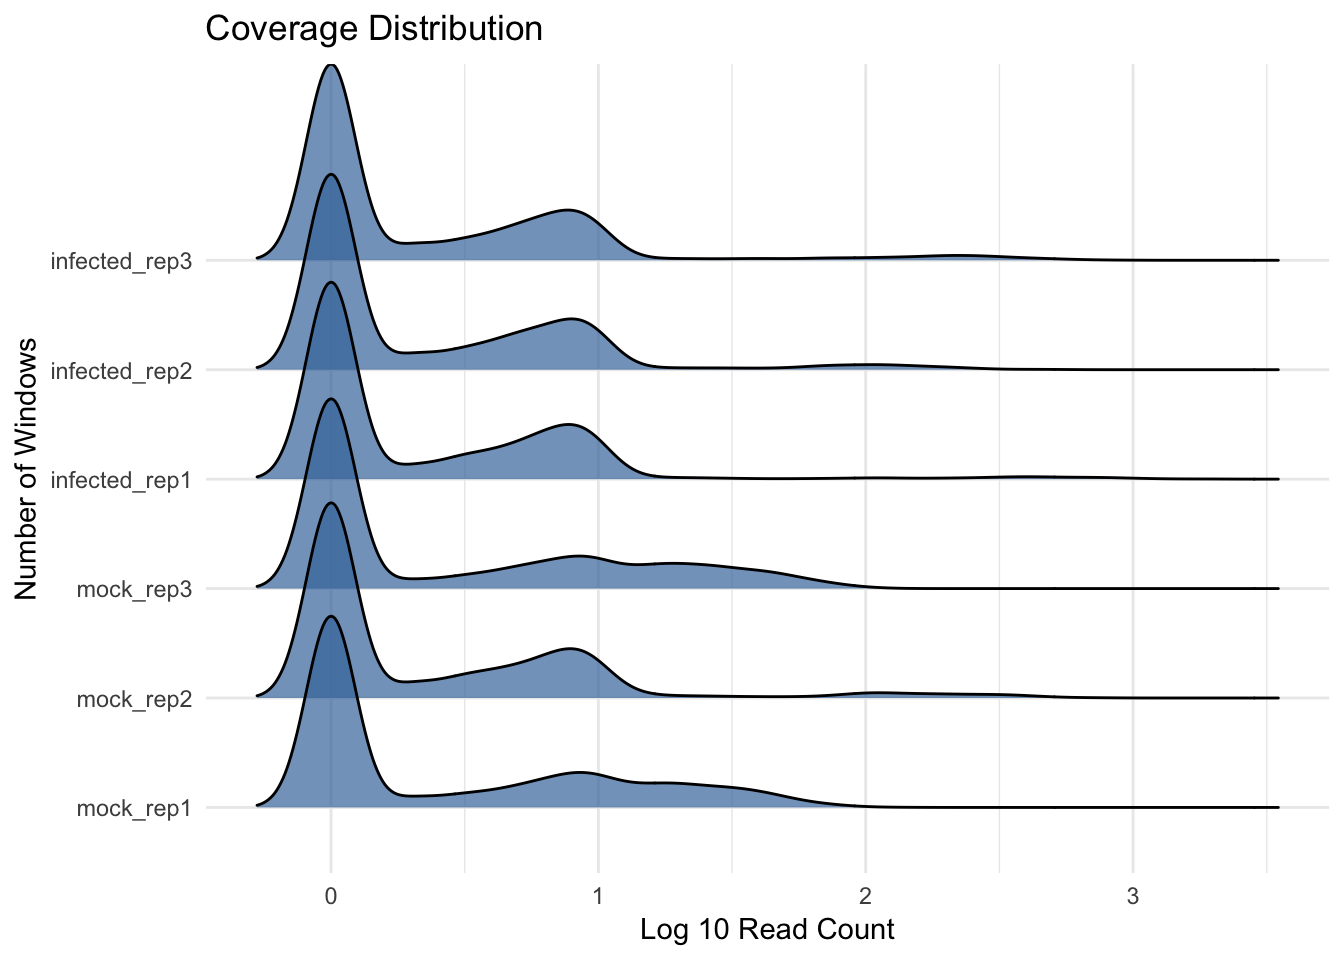 Coverage Distribution
Number of Windows
infected_rep3
infected_rep2
infected_rep1
mock_rep3
mock_rep2
mock_rep1
0 1 2 3
Log 10 Read Count